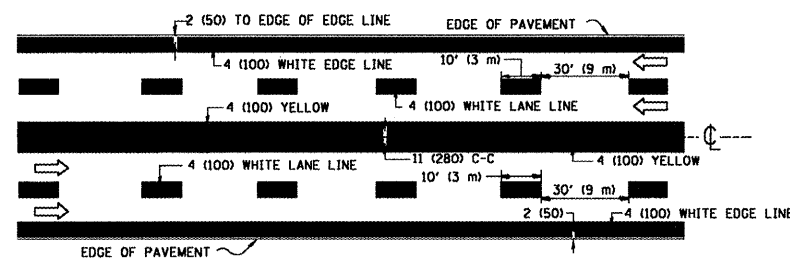 2 (50) TO EDGE OF EDGE LINE
EDGE OF PAVEMENT
4 (100) WHITE EDGE LINE
10' (3 m)
30' (9 m)
4 (100) YELLOW
4 (100) WHITE LANE LINE
℄
4 (100) WHITE LANE LINE
11 (280) C-C
4 (100) YELLOW
10' (3 m)
30' (9 m)
2 (50)
4 (100) WHITE EDGE LINE
EDGE OF PAVEMENT